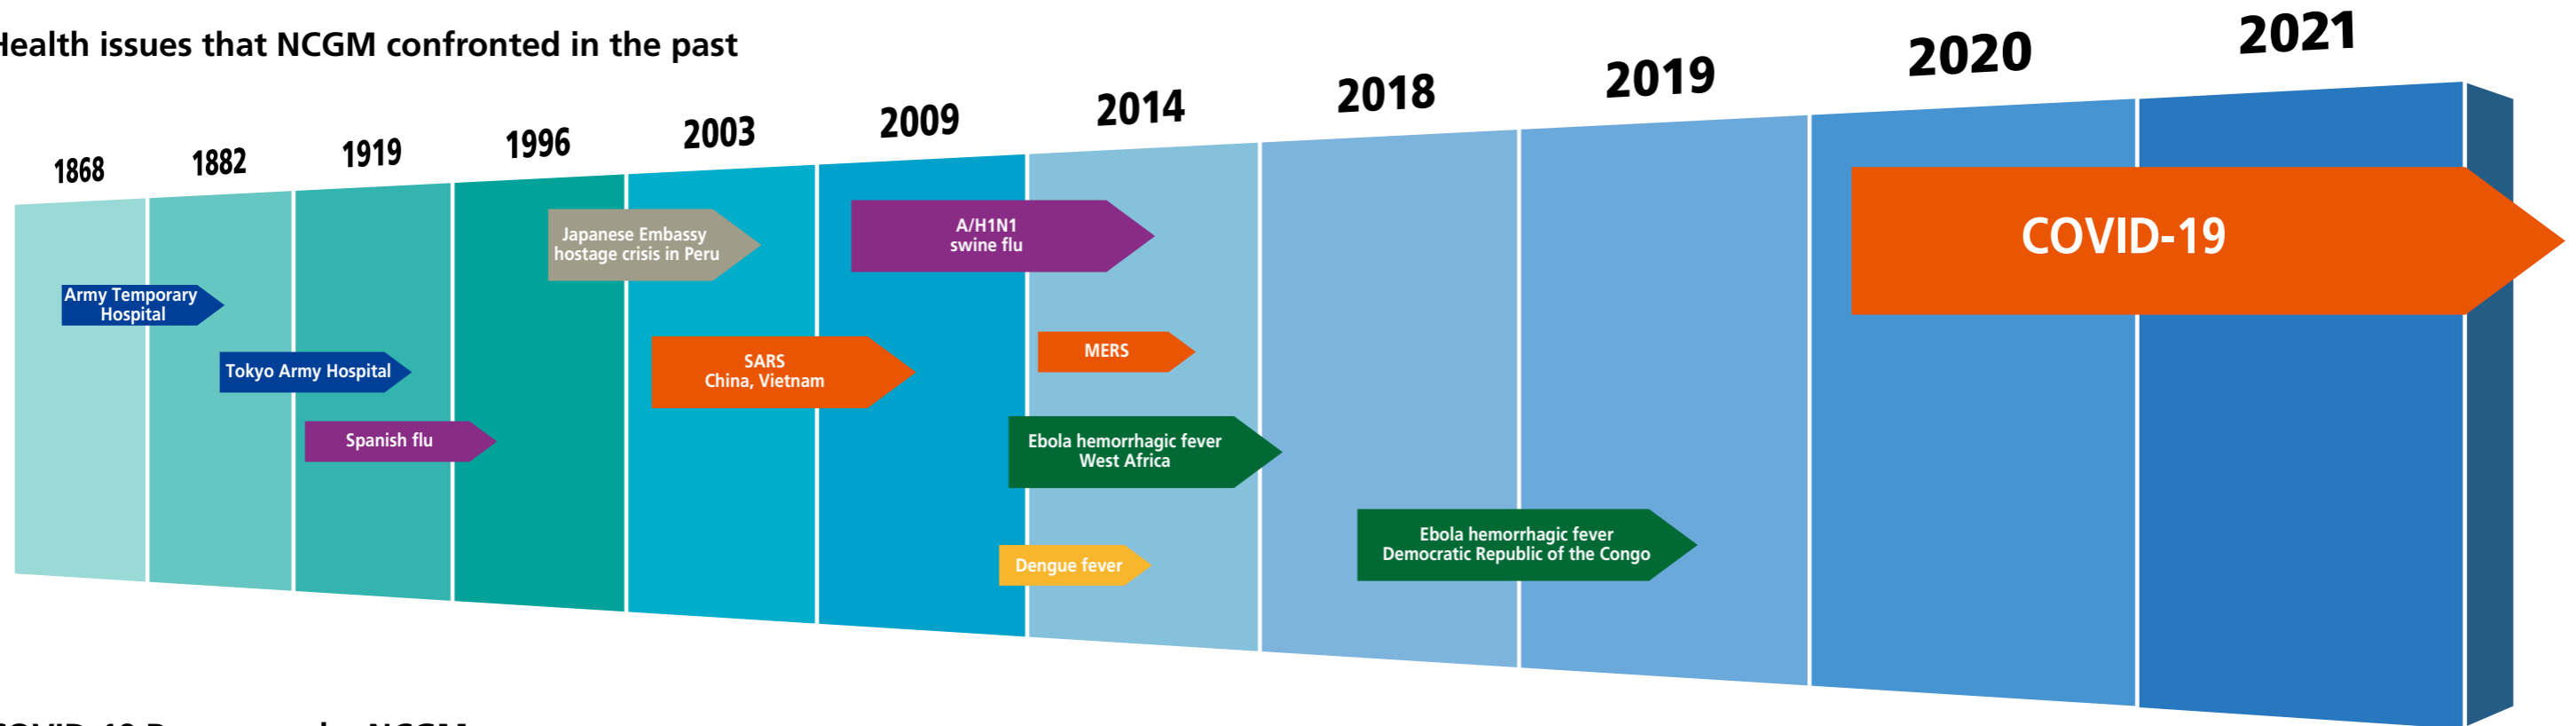 Health issues that NCGM confronted in the past
1868
1882
1919
1996
2003
2009
2014
2018
2019
2020
2021
Army Temporary
Hospital
Tokyo Army Hospital
Spanish flu
Japanese Embassy
hostage crisis in Peru
SARS
China, Vietnam
A/H1N1
swine flu
MERS
Ebola hemorrhagic fever
West Africa
Dengue fever
Ebola hemorrhagic fever
Democratic Republic of the Congo
COVID-19